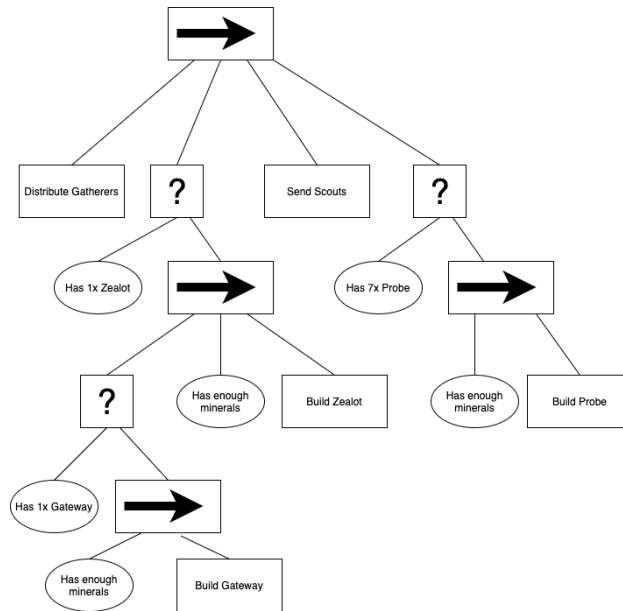 Distribute Gatherers
?
Send Scouts
?
Has 1x Zealot
Has 7x Probe
?
Has enough
minerals
Build Zealot
Has enough
minerals
Build Probe
Has 1x Gateway
Has enough
minerals
Build Gateway